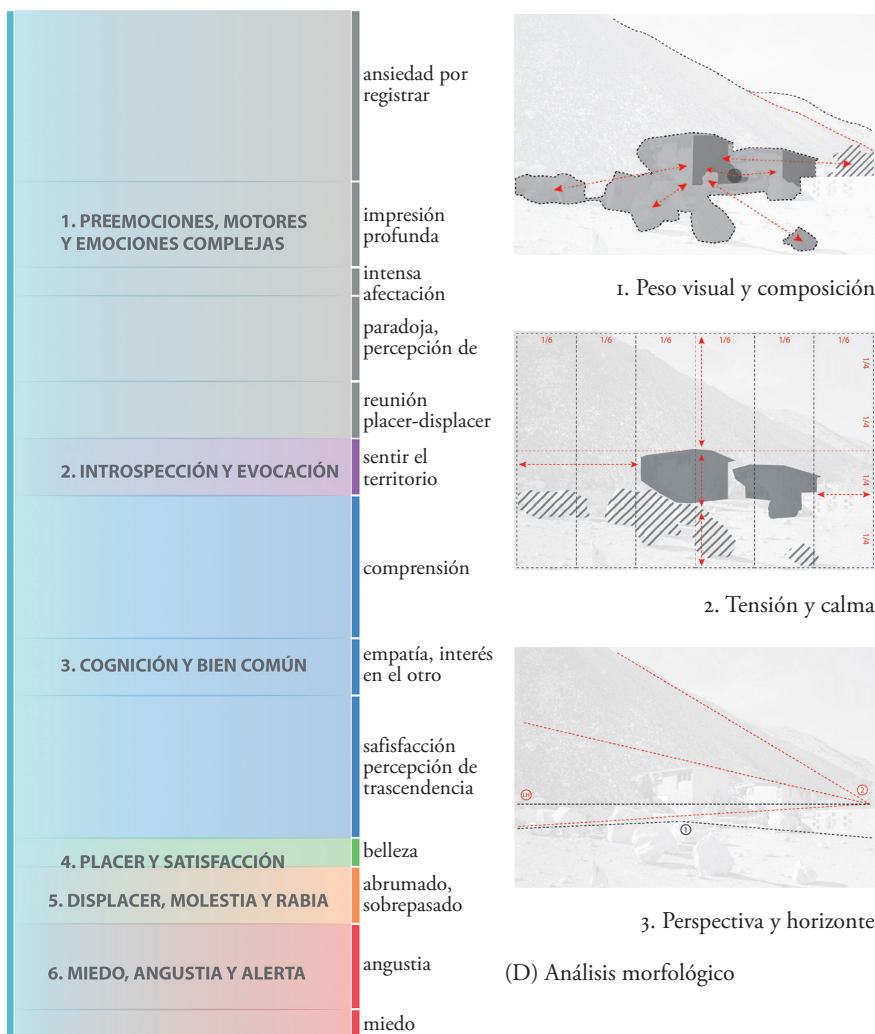 ansiedad por
registrar
1. PREEMOCIONES, MOTORES
Y EMOCIONES COMPLEJAS
impresión
profunda
intensa
afectación
paradoja,
percepción de
reunión
placer-displacer
2. INTROSPECCIÓN Y EVOCACIÓN
sentir el
territorio
comprensión
3. COGNICIÓN Y BIEN COMÚN
empatía, interés
en el otro
safisfacción
percepción de
trascendencia
4. PLACER Y SATISFACCIÓN
belleza
5. DISPLACER, MOLESTIA Y RABIA
abrumado,
sobrepasado
6. MIEDO, ANGUSTIA Y ALERTA
angustia
miedo
1. Peso visual y composición
1/6 1/6 1/6 1/6 1/6 1/6
1/4
1/4
1/4
1/4
2. Tensión y calma
LH
2
1
3. Perspectiva y horizonte
(D) Análisis morfológico